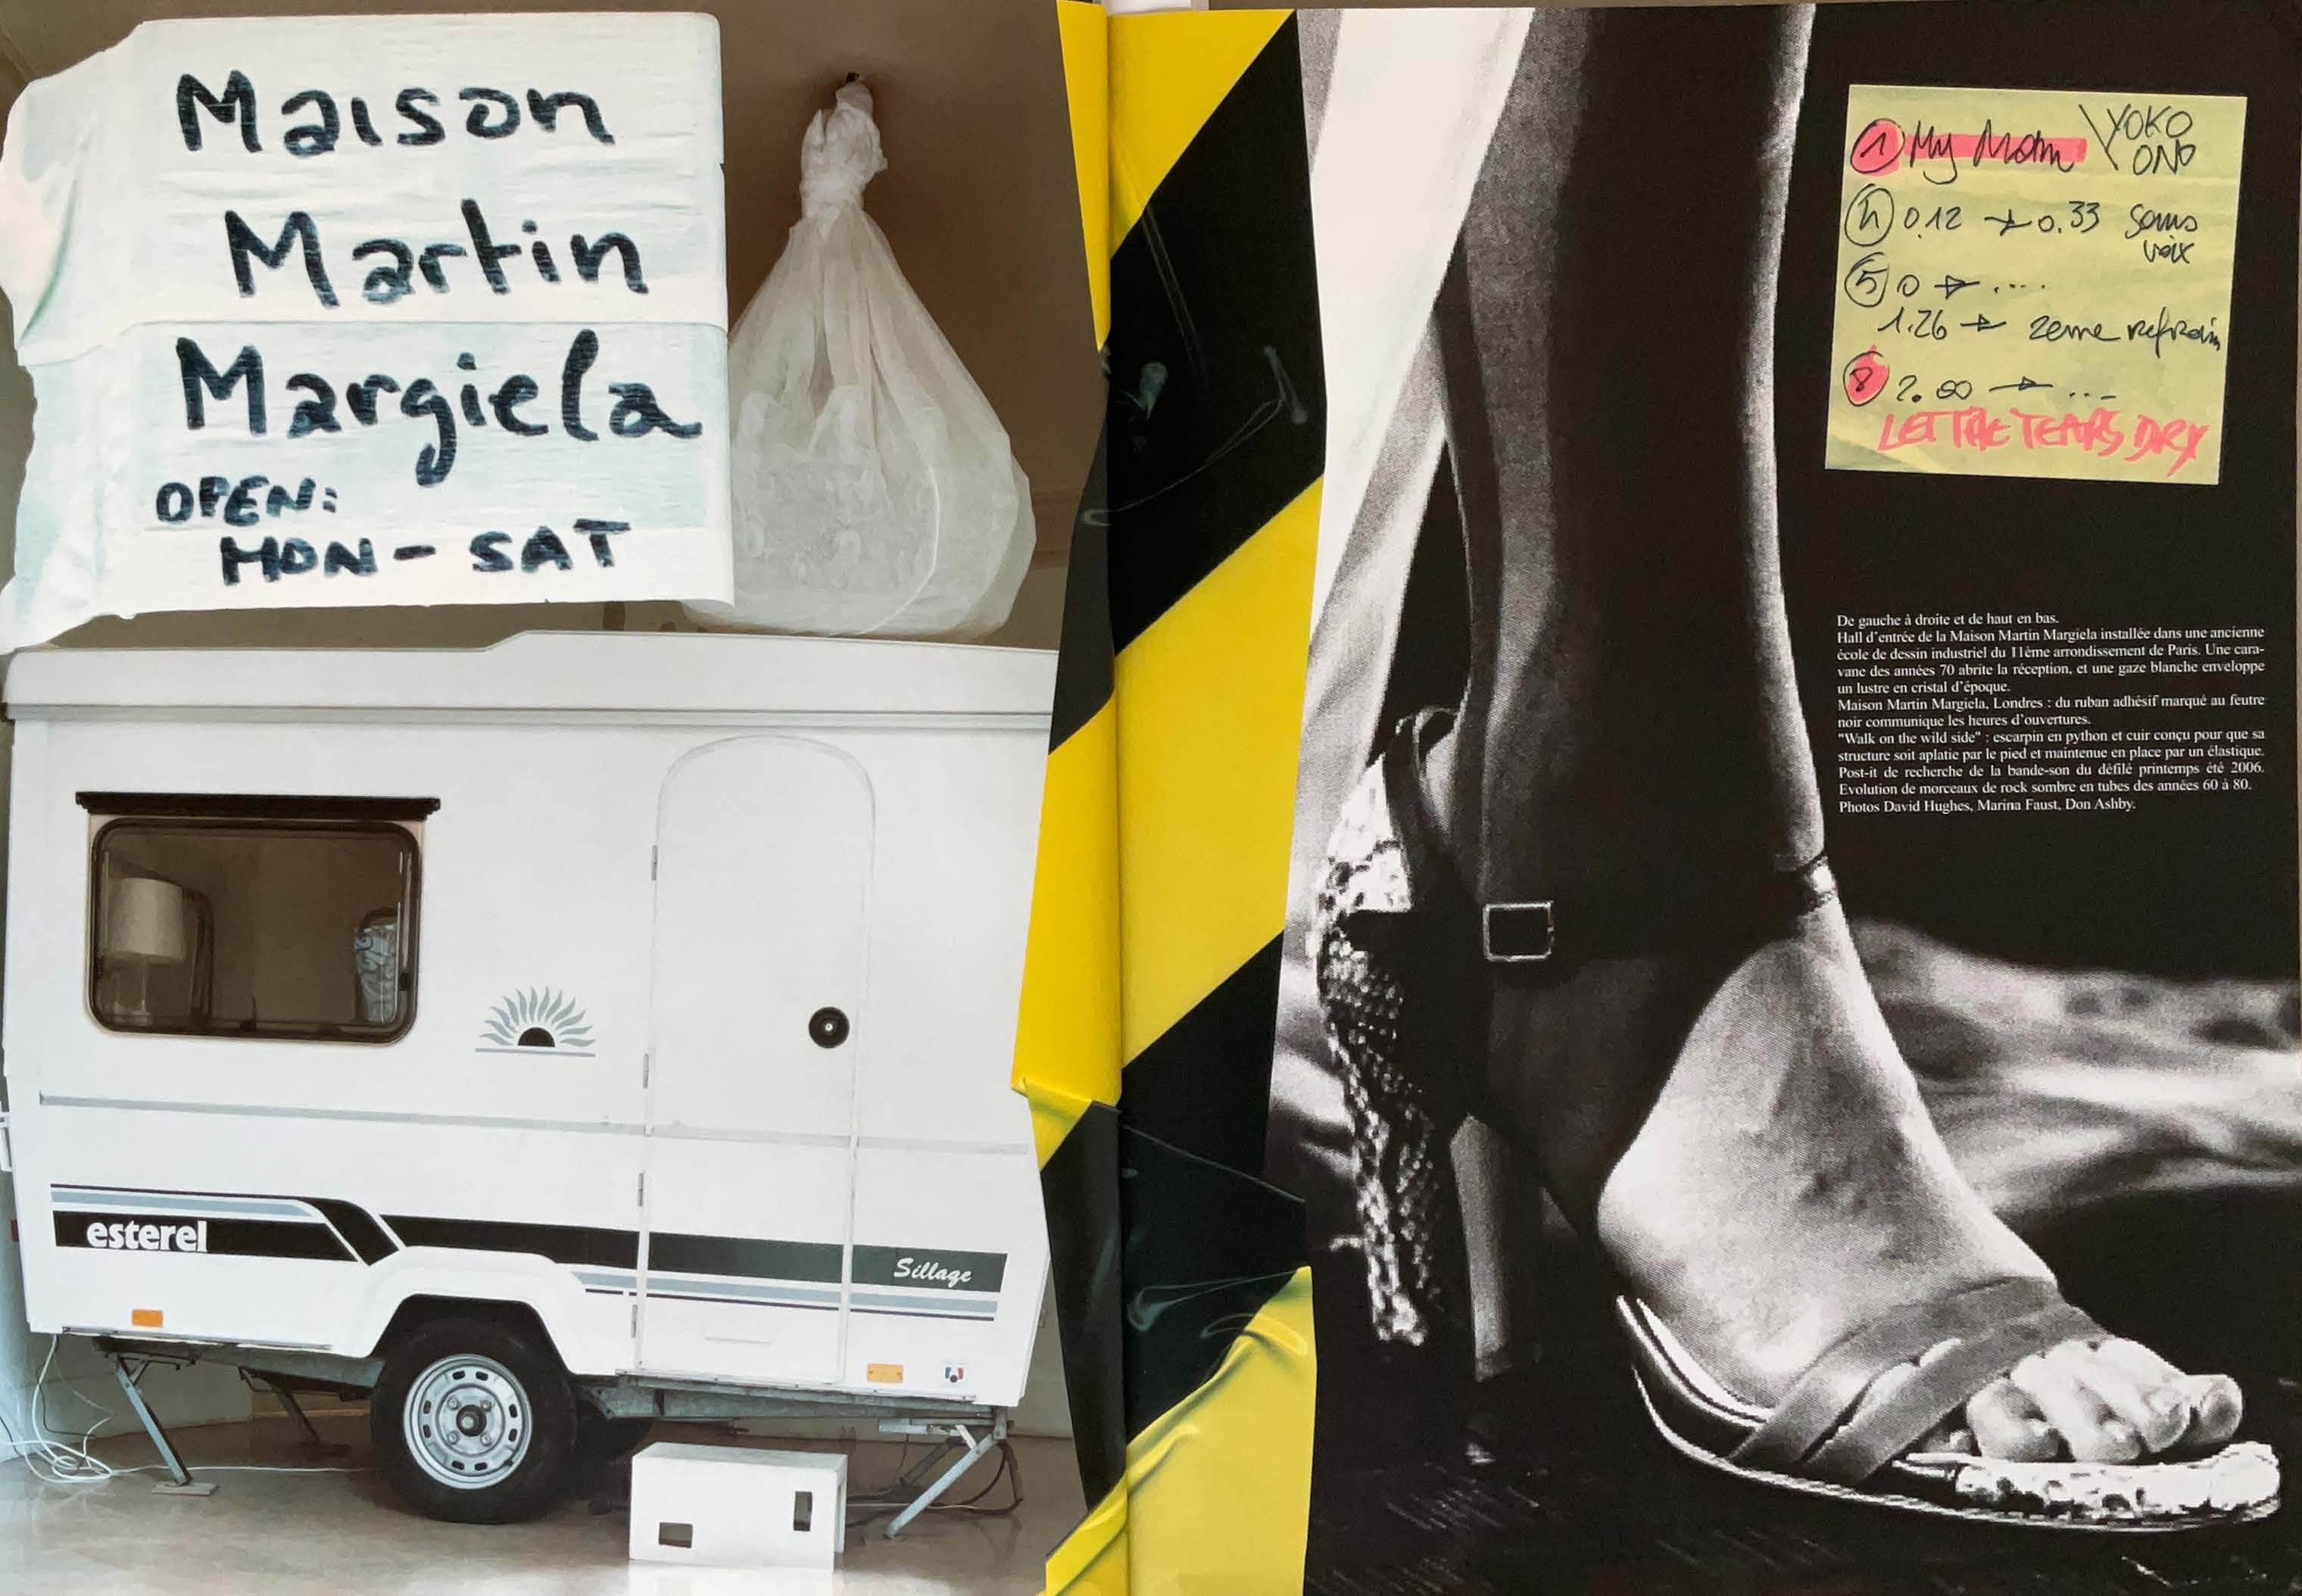 Maison
Martin
Margiela
OPEN:
MON - SAT
esterel
Sillage
1 My Man \ YOKO
ONO
4 0.12 → 0.33 sans
voix
5 0 → ....
1.26 → 2eme refrain
8 2.00 → ...
LET THE TEARS DRY
De gauche à droite et de haut en bas.
Hall d'entrée de la Maison Martin Margiela installée dans une ancienne
école de dessin industriel du 11ème arrondissement de Paris. Une cara-
vane des années 70 abrite la réception, et une gaze blanche enveloppe
un lustre en cristal d'époque.
Maison Martin Margiela, Londres : du ruban adhésif marqué au feutre
noir communique les heures d'ouvertures.
"Walk on the wild side" : escarpin en python et cuir conçu pour que sa
structure soit aplatie par le pied et maintenue en place par un élastique.
Post-it de recherche de la bande-son du défilé printemps été 2006.
Evolution de morceaux de rock sombre en tubes des années 60 à 80.
Photos David Hughes, Marina Faust, Don Ashby.